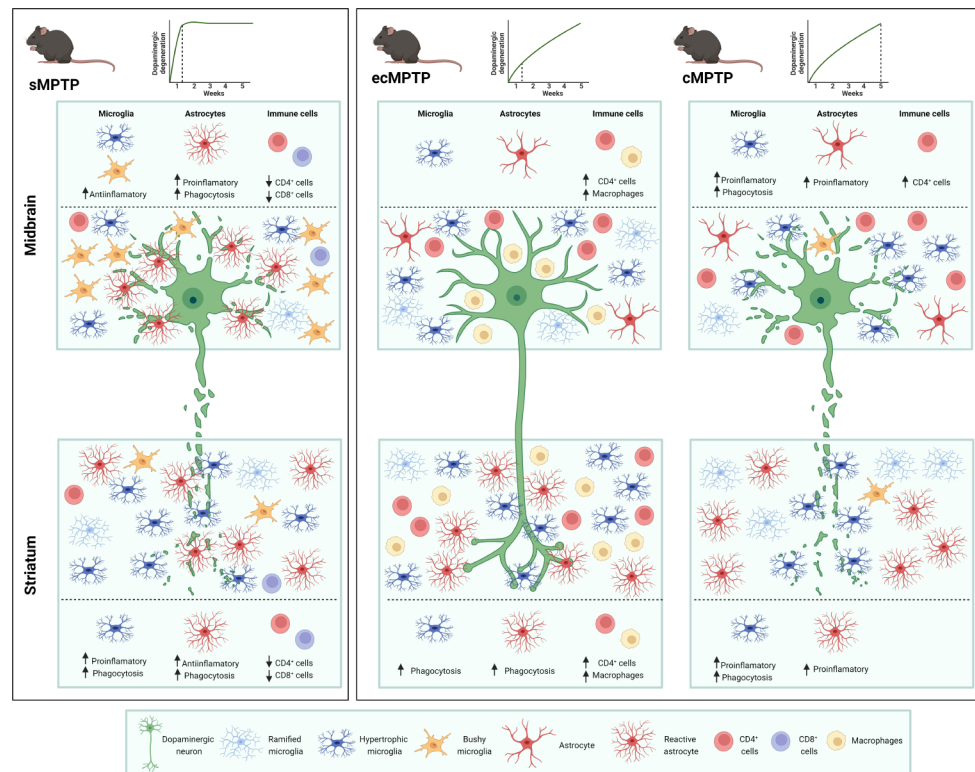 sMPTP
Dopaminergic
degeneration
1 2 3 4 5
Weeks
ecMPTP
Dopaminergic
degeneration
1 2 3 4 5
Weeks
cMPTP
Dopaminergic
degeneration
1 2 3 4 5
Weeks
Midbrain
Microglia Astrocytes Immune cells
↑ Antiinflamatory
↑ Proinflamatory
↑ Phagocytosis
↓ CD4⁺ cells
↓ CD8⁺ cells
Microglia Astrocytes Immune cells
↑ CD4⁺ cells
↑ Macrophages
Microglia Astrocytes Immune cells
↑ Proinflamatory
↑ Phagocytosis
↑ Proinflamatory
↑ CD4⁺ cells
Striatum
↑ Proinflamatory
↑ Phagocytosis
↑ Antiinflamatory
↑ Phagocytosis
↓ CD4⁺ cells
↓ CD8⁺ cells
↑ Phagocytosis
↑ Phagocytosis
↑ CD4⁺ cells
↑ Macrophages
↑ Proinflamatory
↑ Phagocytosis
↑ Proinflamatory
Dopaminergic
neuron
Ramified
microglia
Hypertrophic
microglia
Bushy
microglia
Astrocyte
Reactive
astrocyte
CD4⁺
cells
CD8⁺
cells
Macrophages